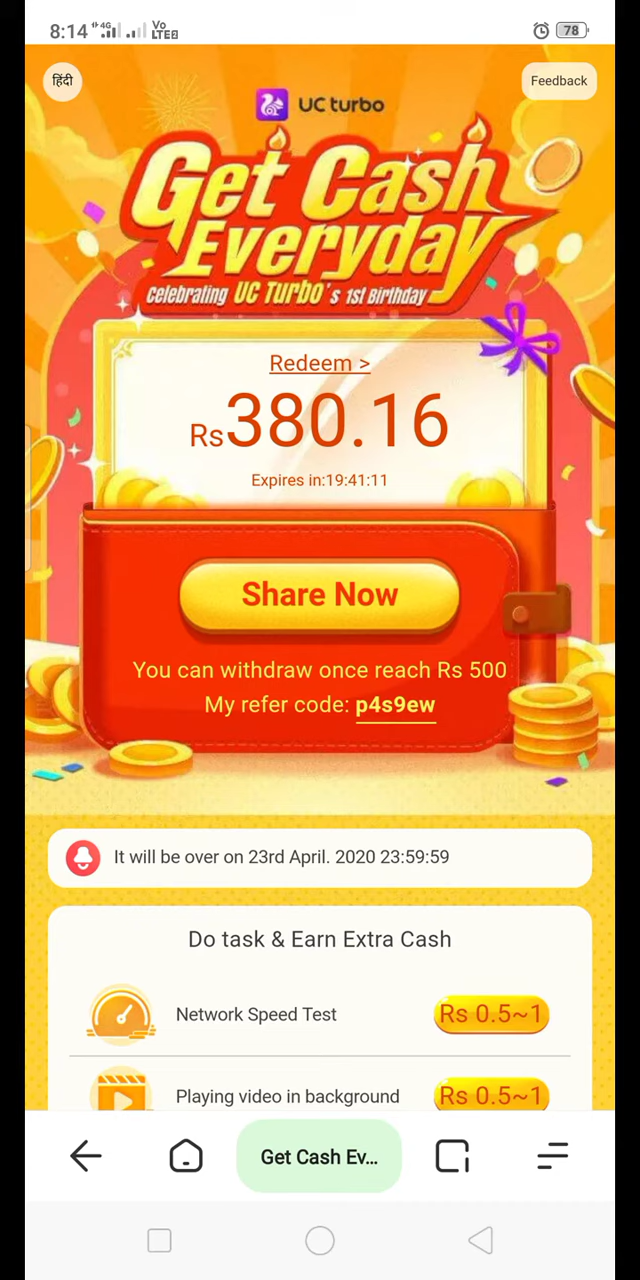 8:14 4G Vo LTE2 78
हिंदी
Feedback
UC turbo
Get Cash
Everyday
celebrating UC Turbo's 1st Birthday
Redeem >
Rs380.16
Expires in:19:41:11
Share Now
You can withdraw once reach Rs 500
My refer code: p4s9ew
It will be over on 23rd April. 2020 23:59:59
Do task & Earn Extra Cash
Network Speed Test
Rs 0.5~1
Playing video in background
Rs 0.5~1
Get Cash Ev...